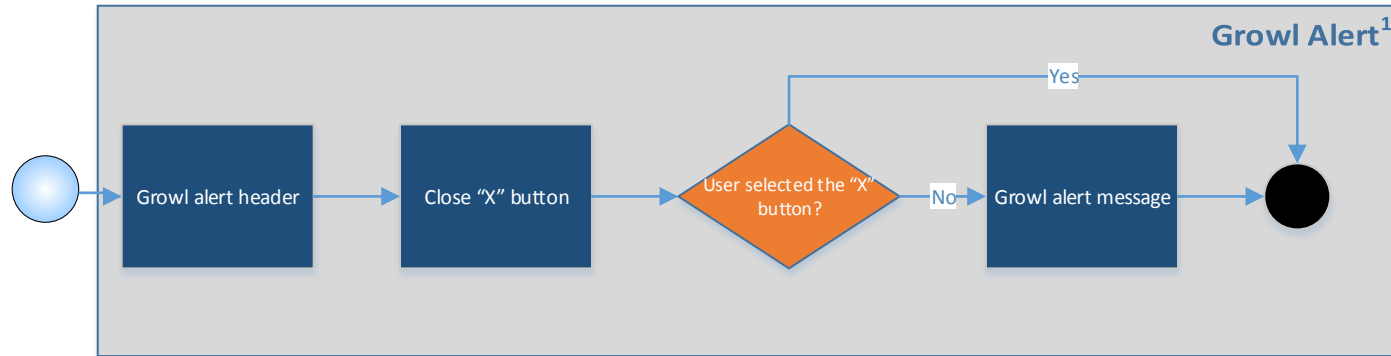 Growl Alert¹
Yes
Growl alert header
Close “X” button
User selected the “X”
button?
No
Growl alert message